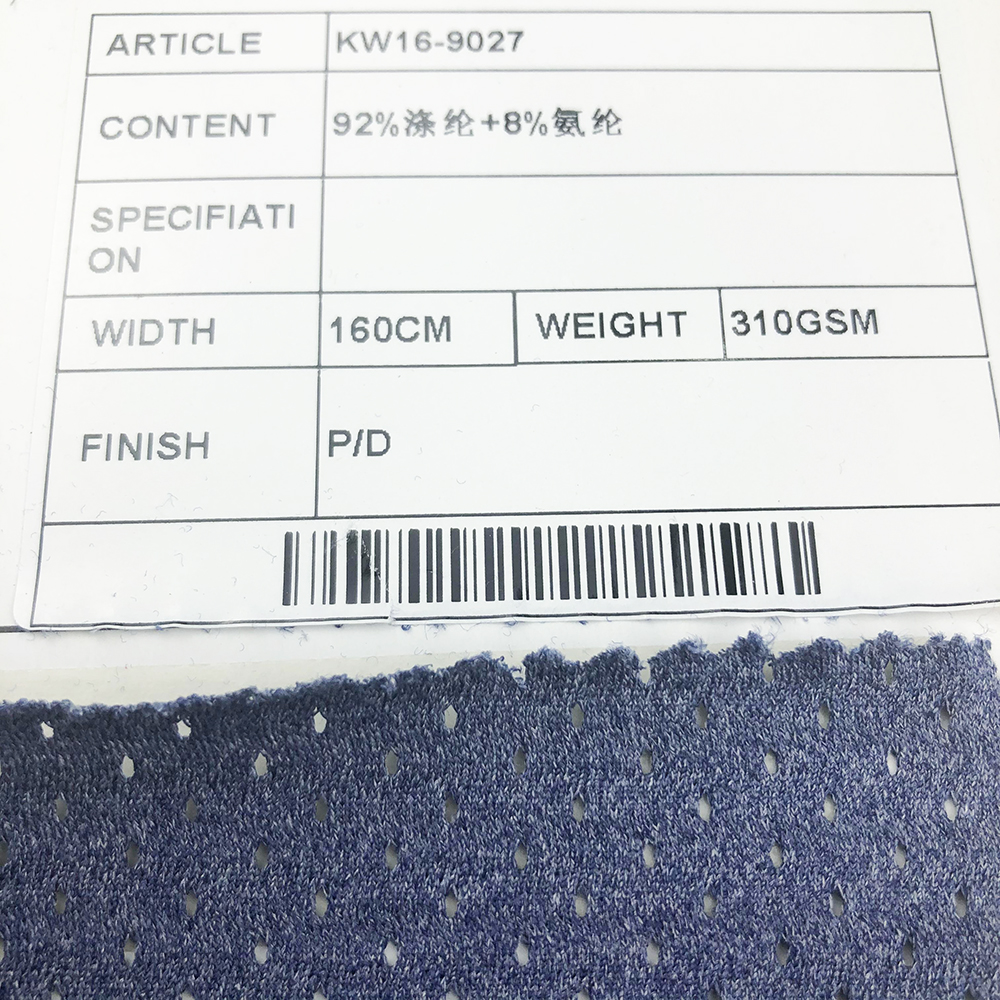 ARTICLE KW16-9027
CONTENT 92%涤纶+8%氨纶
SPECIFIATI
ON
WIDTH 160CM WEIGHT 310GSM
FINISH P/D